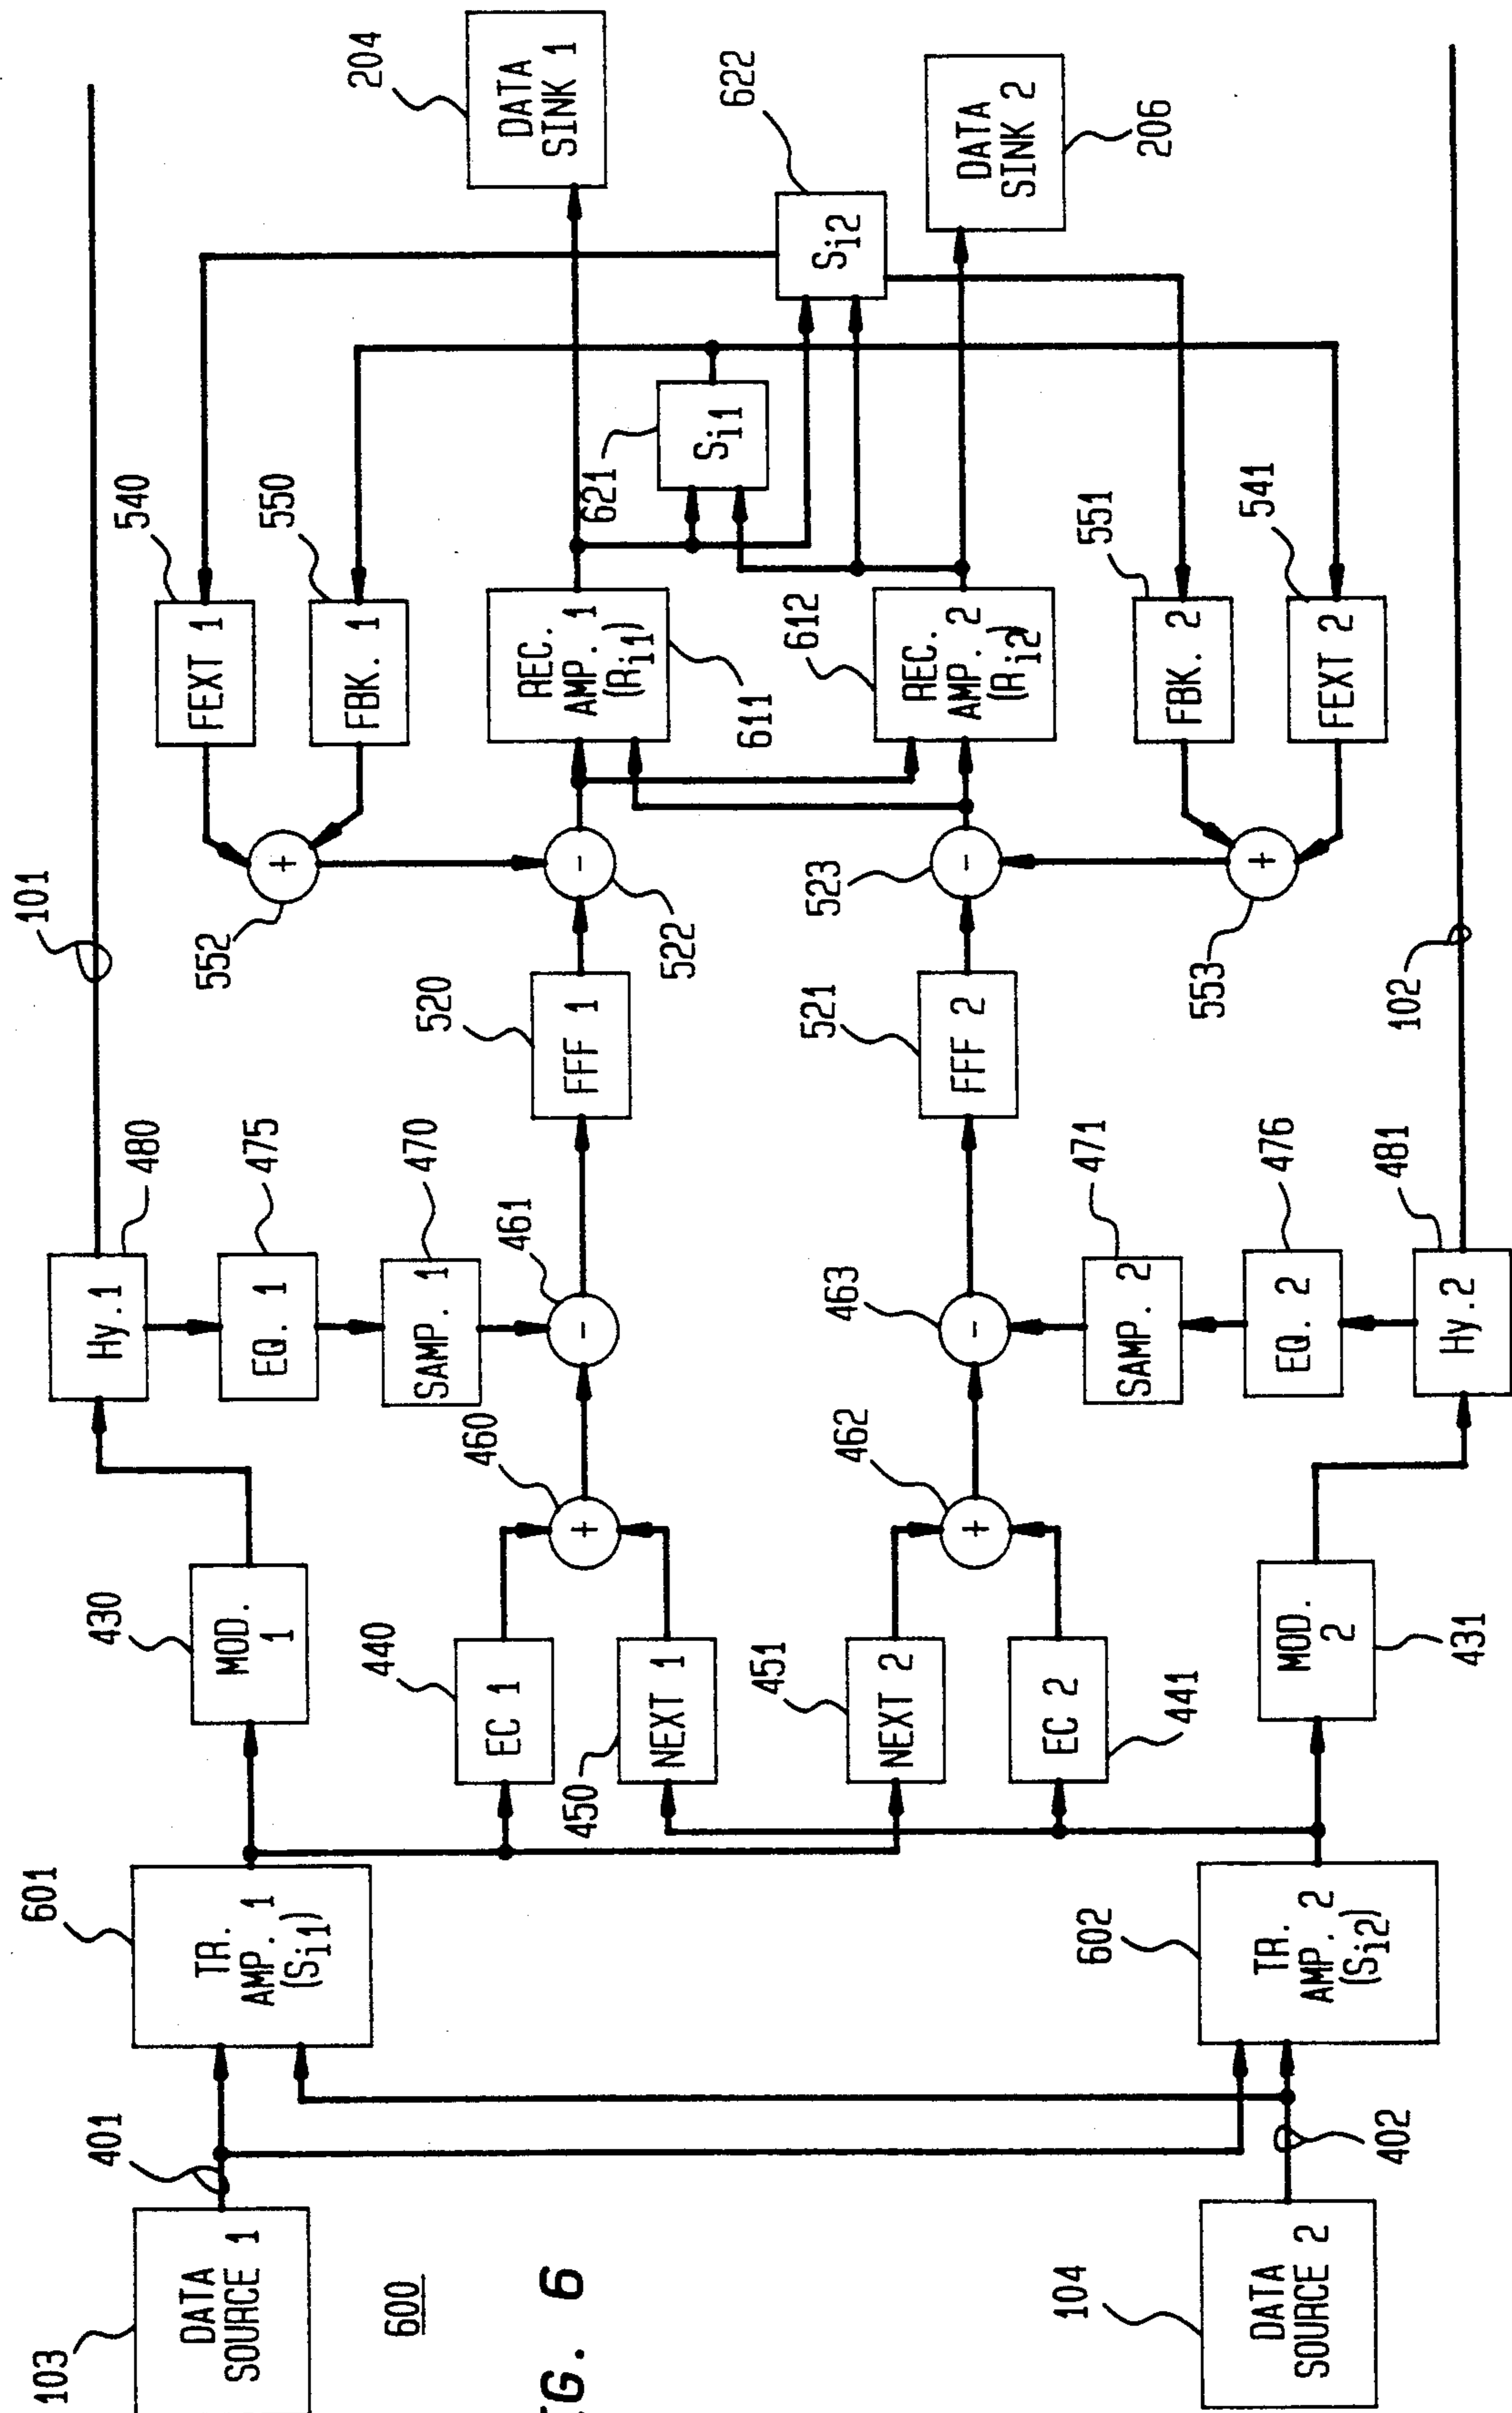 103
DATA
SOURCE 1
401
601
TR.
AMP. 1
(Si1)
430
MOD.
1
480
Hy.1
101
475
EQ. 1
470
SAMP. 1
440
EC 1
460
+
461
-
450
NEXT 1
520
FFF 1
522
-
552
+
540
FEXT 1
550
FBK. 1
REC.
AMP. 1
(Ri1)
611
621
Si1
204
DATA
SINK 1
622
Si2
600
IG. 6
451
NEXT 2
462
+
463
-
441
EC 2
471
SAMP. 2
476
EQ. 2
481
Hy.2
521
FFF 2
523
-
553
+
612
REC.
AMP. 2
(Ri2)
551
FBK. 2
541
FEXT 2
DATA
SINK 2
206
104
DATA
SOURCE 2
402
602
TR.
AMP. 2
(Si2)
MOD.
2
431
102